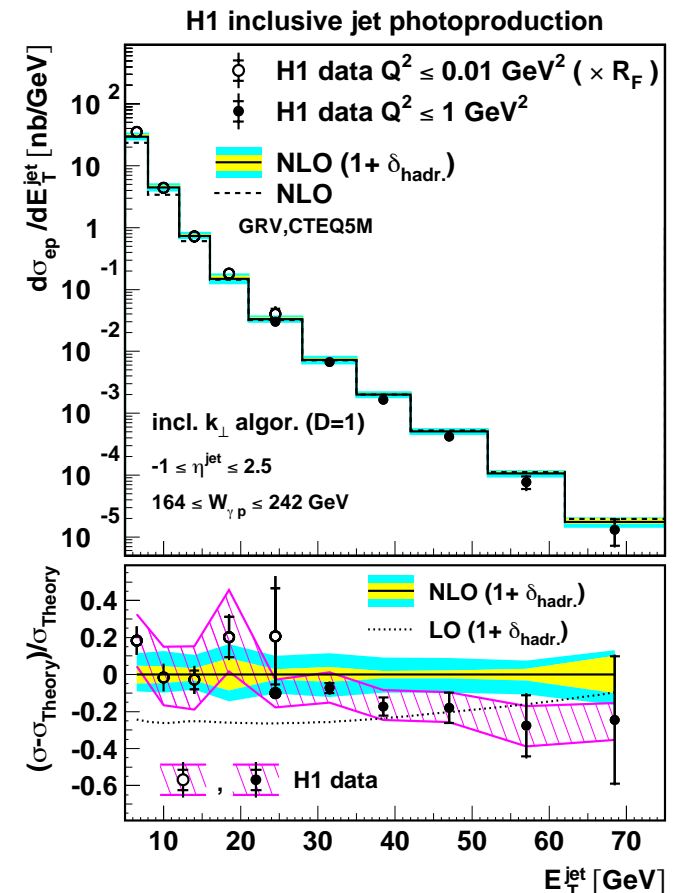 H1 inclusive jet photoproduction
H1 data Q² ≤ 0.01 GeV² ( × R_F )
H1 data Q² ≤ 1 GeV²
NLO (1+ δ_hadr.)
NLO
GRV,CTEQ5M
dσ_ep /dE_T^jet [nb/GeV]
10²
10
1
10⁻¹
10⁻²
10⁻³
10⁻⁴
10⁻⁵
incl. k_⊥ algor. (D=1)
-1 ≤ η^jet ≤ 2.5
164 ≤ W_γp ≤ 242 GeV
(σ-σ_Theory)/σ_Theory
0.4
0.2
0
-0.2
-0.4
-0.6
NLO (1+ δ_hadr.)
LO (1+ δ_hadr.)
, H1 data
10 20 30 40 50 60 70
E_T^jet [GeV]